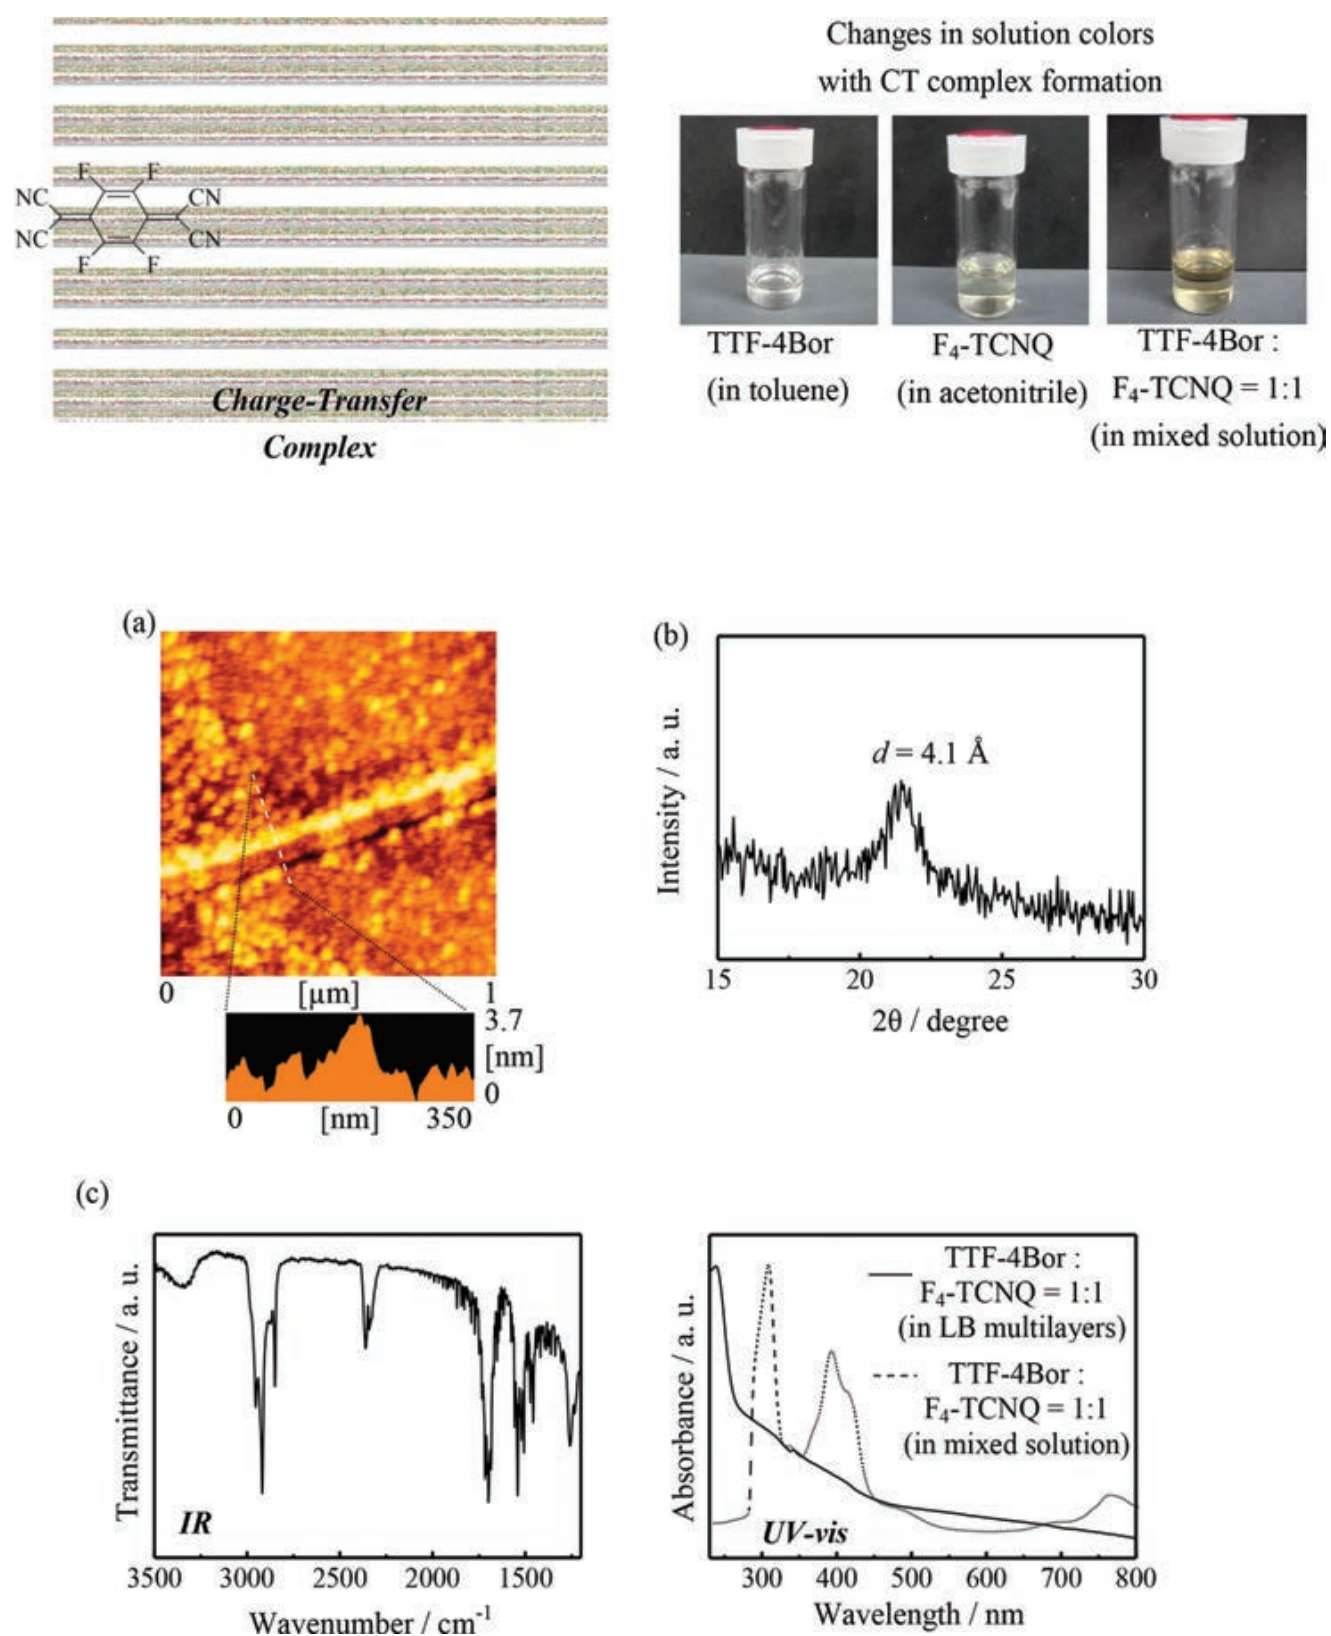 NC
F
F
CN
NC
F
F
CN
Charge-Transfer
Complex
Changes in solution colors
with CT complex formation
TTF-4Bor
(in toluene)
F₄-TCNQ
(in acetonitrile)
TTF-4Bor :
F₄-TCNQ = 1:1
(in mixed solution)
(a)
0 [μm] 1
3.7
[nm]
0
0 [nm] 350
(b)
Intensity / a. u.
d = 4.1 Å
15 20 25 30
2θ / degree
(c)
Transmittance / a. u.
IR
3500 3000 2500 2000 1500
Wavenumber / cm⁻¹
Absorbance / a. u.
TTF-4Bor :
F₄-TCNQ = 1:1
(in LB multilayers)
TTF-4Bor :
F₄-TCNQ = 1:1
(in mixed solution)
UV-vis
300 400 500 600 700 800
Wavelength / nm